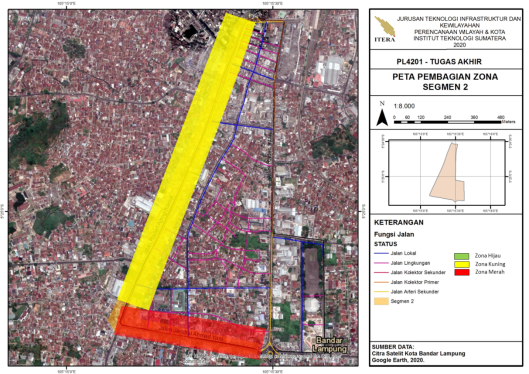 JURUSAN TEKNOLOGI INFRASTRUKTUR DAN
KEWILAYAHAN
PERENCANAAN WILAYAH & KOTA
INSTITUT TEKNOLOGI SUMATERA
2020
ITERA
PL4201 - TUGAS AKHIR
PETA PEMBAGIAN ZONA
SEGMEN 2
N
1:8.000
0 60 120 240 360 480
Meters
KETERANGAN
Fungsi Jalan
STATUS
Jalan Lokal
Jalan Lingkungan
Jalan Kolektor Sekunder
Jalan Kolektor Primer
Jalan Arteri Sekunder
Segmen 2
Zona Hijau
Zona Kuning
Zona Merah
Bandar
Lampung
SUMBER DATA:
Citra Satelit Kota Bandar Lampung
Google Earth, 2020.